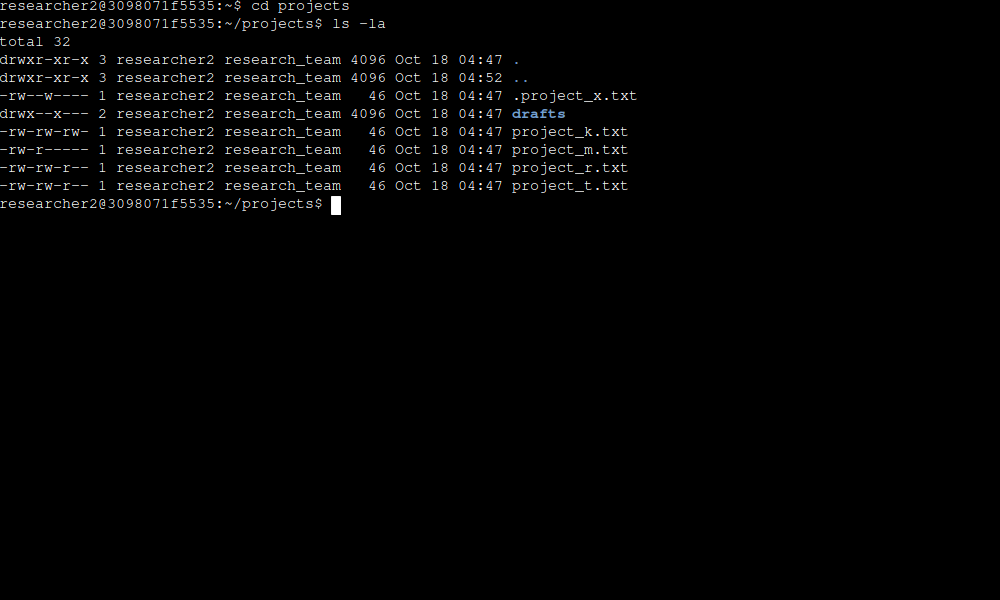 researcher2@3098071f5535:~$ cd projects
researcher2@3098071f5535:~/projects$ ls -la
total 32
drwxr-xr-x 3 researcher2 research_team 4096 Oct 18 04:47 .
drwxr-xr-x 3 researcher2 research_team 4096 Oct 18 04:52 ..
-rw--w---- 1 researcher2 research_team   46 Oct 18 04:47 .project_x.txt
drwx--x--- 2 researcher2 research_team 4096 Oct 18 04:47 drafts
-rw-rw-rw- 1 researcher2 research_team   46 Oct 18 04:47 project_k.txt
-rw-r----- 1 researcher2 research_team   46 Oct 18 04:47 project_m.txt
-rw-rw-r-- 1 researcher2 research_team   46 Oct 18 04:47 project_r.txt
-rw-rw-r-- 1 researcher2 research_team   46 Oct 18 04:47 project_t.txt
researcher2@3098071f5535:~/projects$